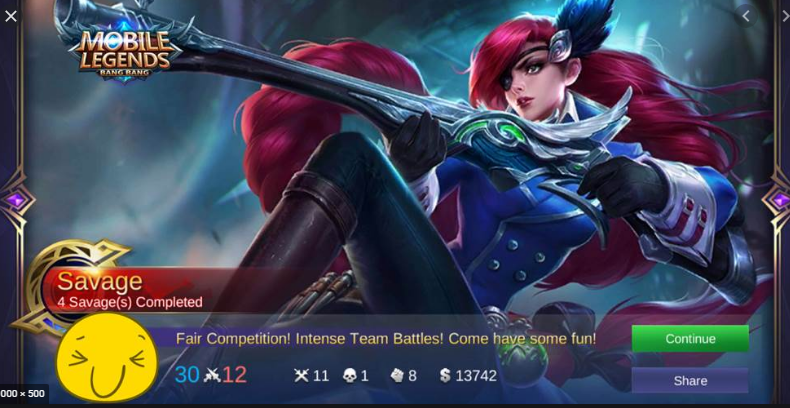 MOBILE
LEGENDS
BANG BANG
Savage
4 Savage(s) Completed
Fair Competition! Intense Team Battles! Come have some fun!
Continue
30 12 11 1 8 $ 13742
Share
000 × 500